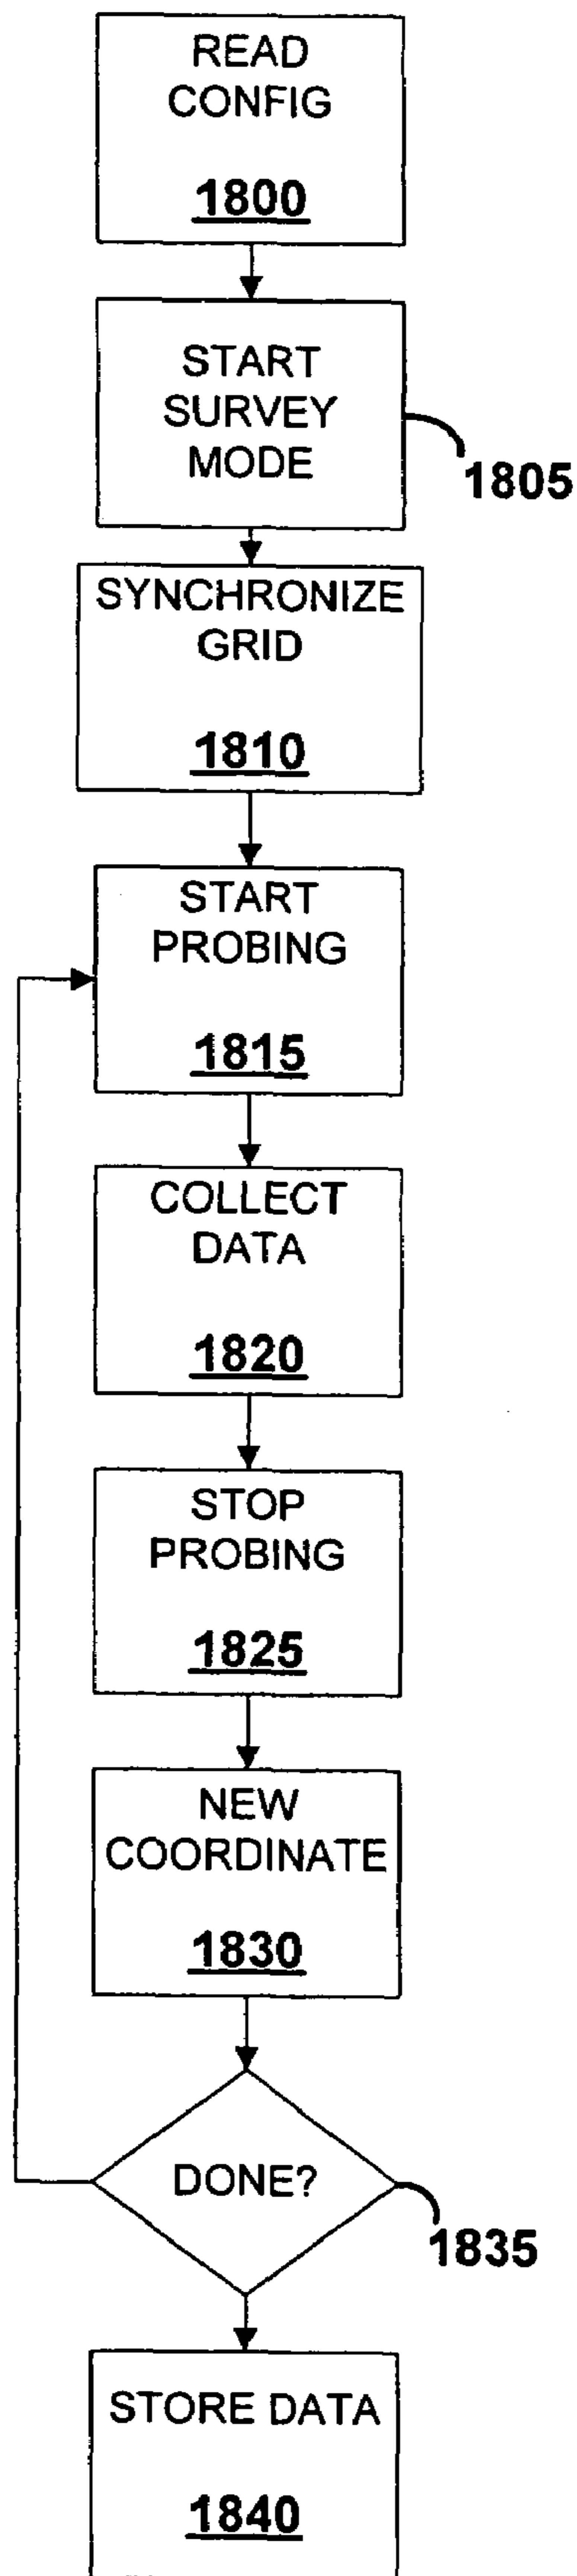 READ
CONFIG
1800
START
SURVEY
MODE
1805
SYNCHRONIZE
GRID
1810
START
PROBING
1815
COLLECT
DATA
1820
STOP
PROBING
1825
NEW
COORDINATE
1830
DONE?
1835
STORE DATA
1840